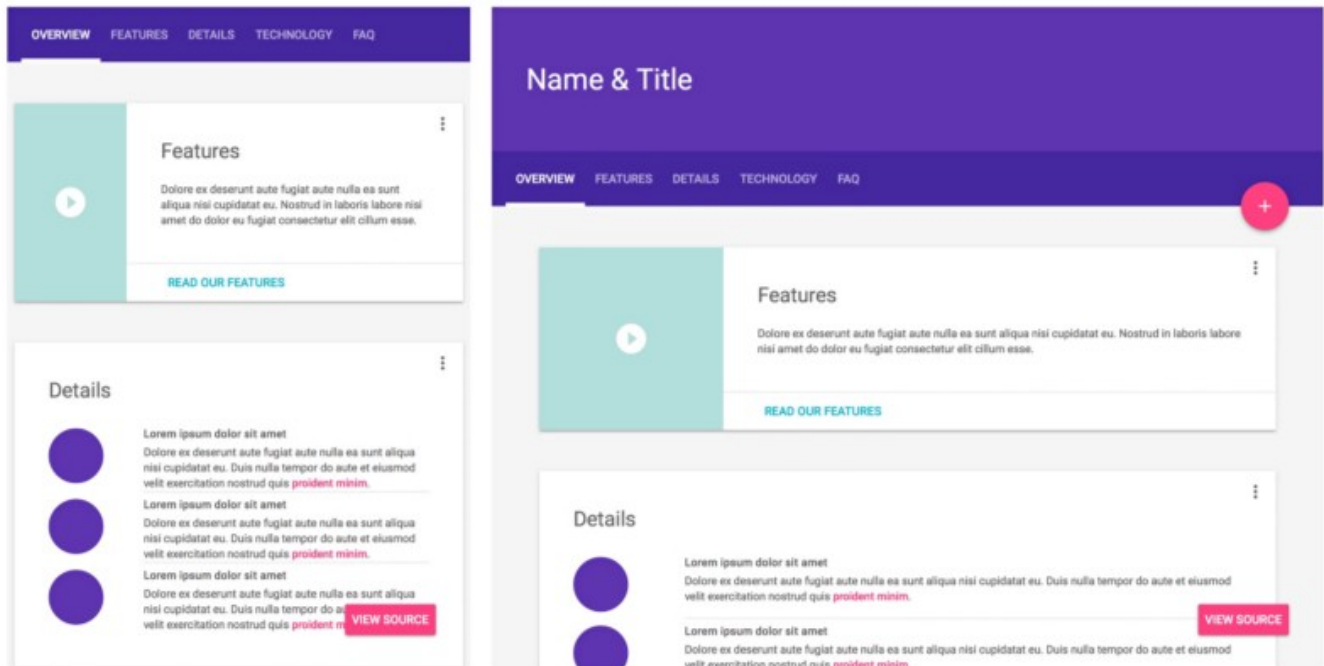 OVERVIEW FEATURES DETAILS TECHNOLOGY FAQ
Features
Dolore ex deserunt aute fugiat aute nulla ea sunt
aliqua nisi cupidatat eu. Nostrud in laboris labore nisi
amet do dolor eu fugiat consectetur elit cillum esse.
READ OUR FEATURES
Details
Lorem ipsum dolor sit amet
Dolore ex deserunt aute fugiat aute nulla ea sunt aliqua
nisi cupidatat eu. Duis nulla tempor do aute et eiusmod
velit exercitation nostrud quis proident minim.
Lorem ipsum dolor sit amet
Dolore ex deserunt aute fugiat aute nulla ea sunt aliqua
nisi cupidatat eu. Duis nulla tempor do aute et eiusmod
velit exercitation nostrud quis proident minim.
Lorem ipsum dolor sit amet
Dolore ex deserunt aute fugiat aute nulla ea sunt aliqua
nisi cupidatat eu. Duis nulla tempor do au
velit exercitation nostrud quis proident m
VIEW SOURCE
Name & Title
OVERVIEW FEATURES DETAILS TECHNOLOGY FAQ
+
Features
Dolore ex deserunt aute fugiat aute nulla ea sunt aliqua nisi cupidatat eu. Nostrud in laboris labore
nisi amet do dolor eu fugiat consectetur elit cillum esse.
READ OUR FEATURES
Details
Lorem ipsum dolor sit amet
Dolore ex deserunt aute fugiat aute nulla ea sunt aliqua nisi cupidatat eu. Duis nulla tempor do aute et eiusmod
velit exercitation nostrud quis proident minim.
VIEW SOURCE
Lorem ipsum dolor sit amet
Dolore ex deserunt aute fugiat aute nulla ea sunt aliqua nisi cupidatat eu. Duis nulla tempor do aute et eiusmod
velit exercitation nostrud quis proident minim